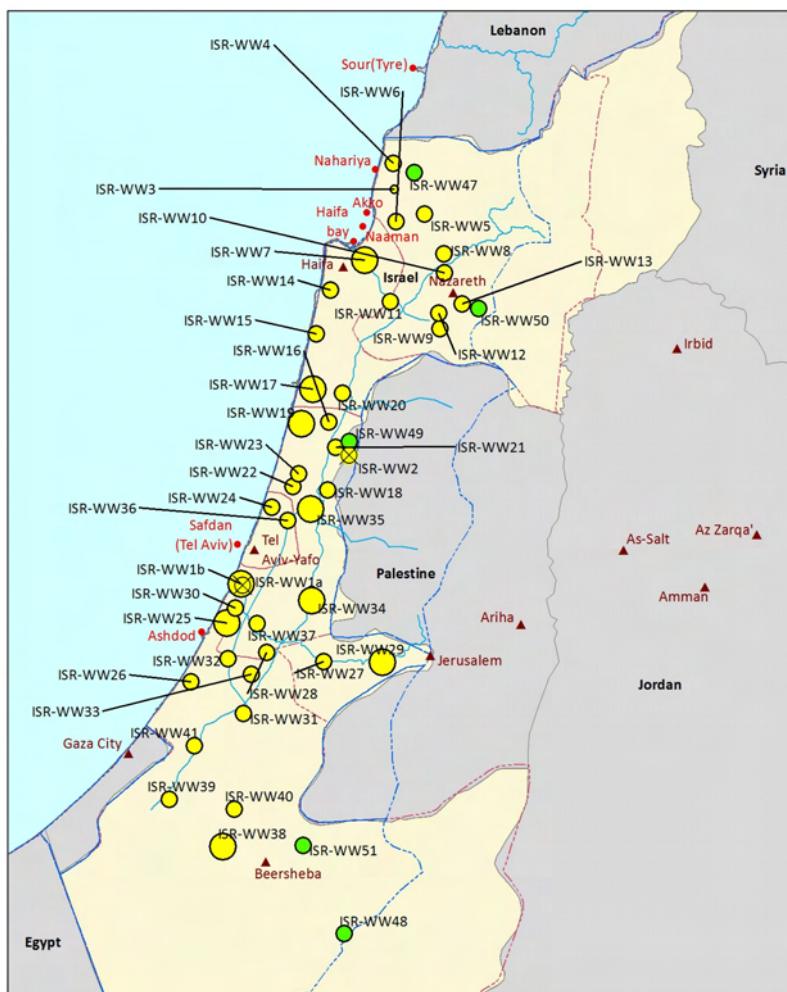 Lebanon
ISR-WW4
Sour(Tyre)
ISR-WW6
Syria
Nahariya
ISR-WW47
ISR-WW3
Akko
ISR-WW10
Haifa
bay
Naaman
ISR-WW5
ISR-WW7
ISR-WW8
ISR-WW13
Haifa
Israel
Nazareth
ISR-WW14
ISR-WW11
ISR-WW50
ISR-WW15
ISR-WW9
ISR-WW12
Irbid
ISR-WW16
ISR-WW17
ISR-WW20
ISR-WW19
ISR-WW49
ISR-WW21
ISR-WW23
ISR-WW2
ISR-WW22
ISR-WW18
ISR-WW24
ISR-WW36
ISR-WW35
Safdan
(Tel Aviv)
Tel
Aviv-Yafo
As-Salt
Az Zarqa'
ISR-WW1b
ISR-WW1a
Palestine
Amman
ISR-WW30
ISR-WW34
ISR-WW25
Ariha
Ashdod
ISR-WW37
ISR-WW32
ISR-WW29
Jerusalem
ISR-WW26
ISR-WW27
ISR-WW28
Jordan
ISR-WW33
ISR-WW31
Gaza City
ISR-WW41
ISR-WW39
ISR-WW40
ISR-WW38
ISR-WW51
Beersheba
ISR-WW48
Egypt